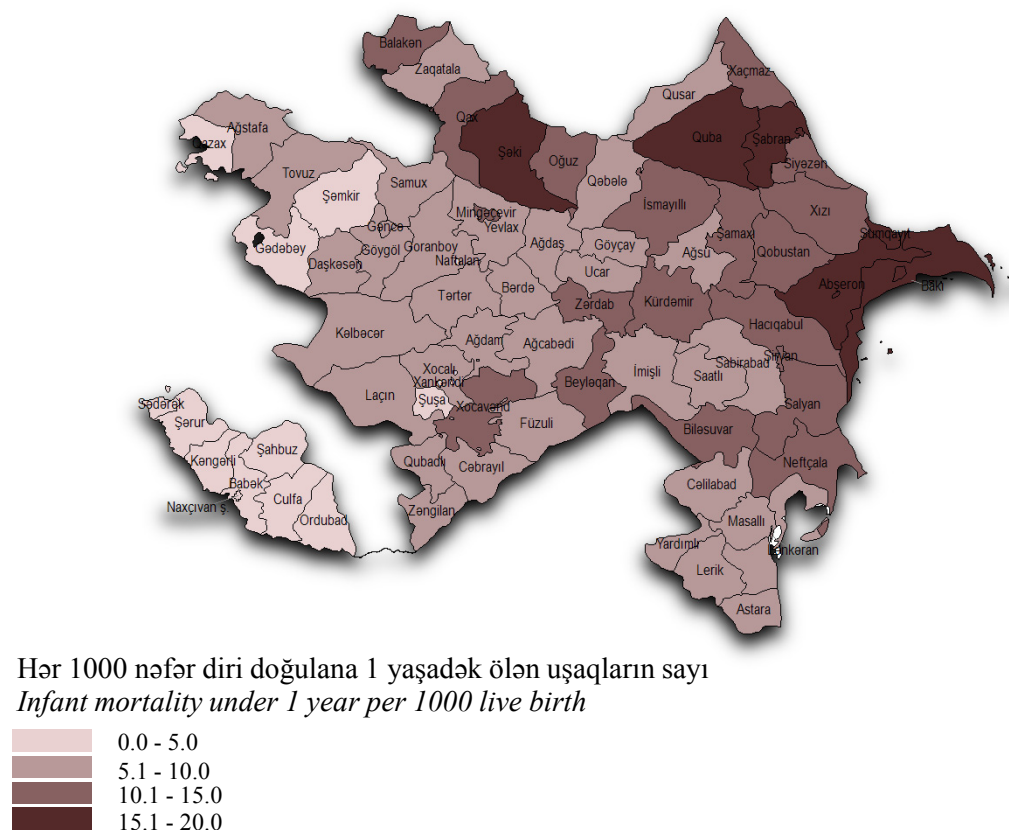 Balakən
Zaqatala
Xaçmaz
Qusar
Qax
Ağstafa
Quba
Şabran
Qazax
Şəki
Oğuz
Siyəzən
Tovuz
Qəbələ
Şəmkir
Samux
İsmayıllı
Xızı
Mingəçevir
Yevlax
Gəncə
Şamaxı
Sumqayıt
Gədəbəy
Goranboy
Ağdaş
Göyçay
Ağsu
Qobustan
Daşkəsən
Göygöl
Naftalan
Ucar
Abşeron
Bakı
Tərtər
Bərdə
Zərdab
Kürdəmir
Hacıqabul
Kəlbəcər
Ağdam
Ağcabədi
Şirvan
Xocalı
Sabirabad
Xankəndi
İmişli
Saatlı
Laçın
Şuşa
Beyləqan
Sədərək
Xocavənd
Salyan
Şərur
Füzuli
Biləsuvar
Şahbuz
Kəngərli
Qubadlı
Cəbrayıl
Neftçala
Babək
Cəlilabad
Culfa
Naxçıvan ş.
Ordubad
Zəngilan
Masallı
Yardımlı
Lənkəran
Lerik
Astara
Hər 1000 nəfər diri doğulana 1 yaşadək ölən uşaqların sayı
Infant mortality under 1 year per 1000 live birth
0.0 - 5.0
5.1 - 10.0
10.1 - 15.0
15.1 - 20.0